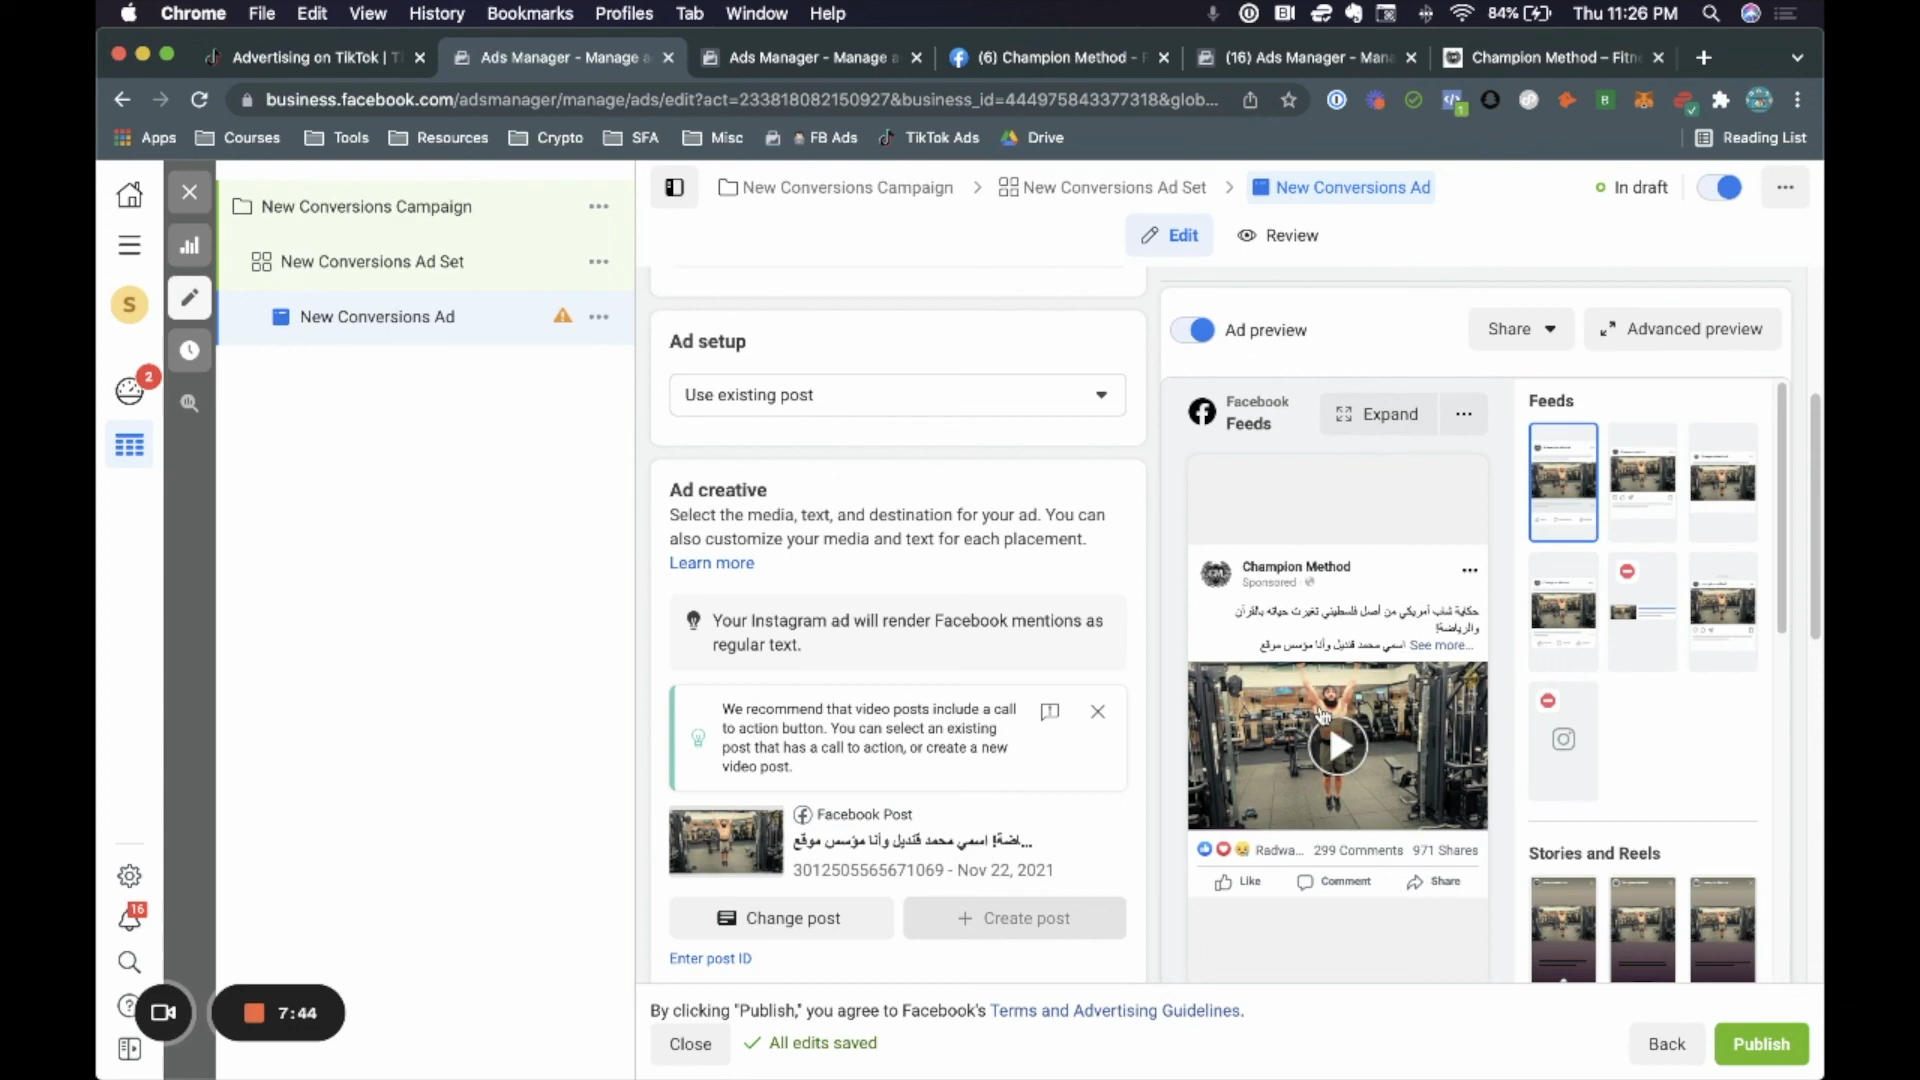 Chrome File Edit View History Bookmarks Profiles Tab Window Help 84% Thu 11:26 PM
Advertising on TikTok | Ads Manager - Manage a Ads Manager - Manage a (6) Champion Method - (16) Ads Manager - Man Champion Method – Fitn
business.facebook.com/adsmanager/manage/ads/edit?act=233818082150927&business_id=444975843377318&glob...
Apps Courses Tools Resources Crypto SFA Misc FB Ads TikTok Ads Drive Reading List
New Conversions Campaign
New Conversions Ad Set
New Conversions Ad
S
2
16
7:44
New Conversions Campaign > New Conversions Ad Set > New Conversions Ad In draft
Edit Review
Ad setup
Use existing post
Ad creative
Select the media, text, and destination for your ad. You can
also customize your media and text for each placement.
Learn more
Your Instagram ad will render Facebook mentions as
regular text.
We recommend that video posts include a call
to action button. You can select an existing
post that has a call to action, or create a new
video post.
Facebook Post
...اضة! اسمي محمد قنديل وأنا مؤسس موقع
3012505565671069 - Nov 22, 2021
Change post + Create post
Enter post ID
Ad preview Share Advanced preview
Facebook
Feeds
Expand
Champion Method
Sponsored
حكاية شاب أمريكي من أصل فلسطيني تغيرت حياته بالقرآن
والرياضة!
اسمي محمد قنديل وأنا مؤسس موقع See more...
Radwa... 299 Comments 971 Shares
Like Comment Share
Feeds
Stories and Reels
By clicking "Publish," you agree to Facebook's Terms and Advertising Guidelines.
Close All edits saved Back Publish